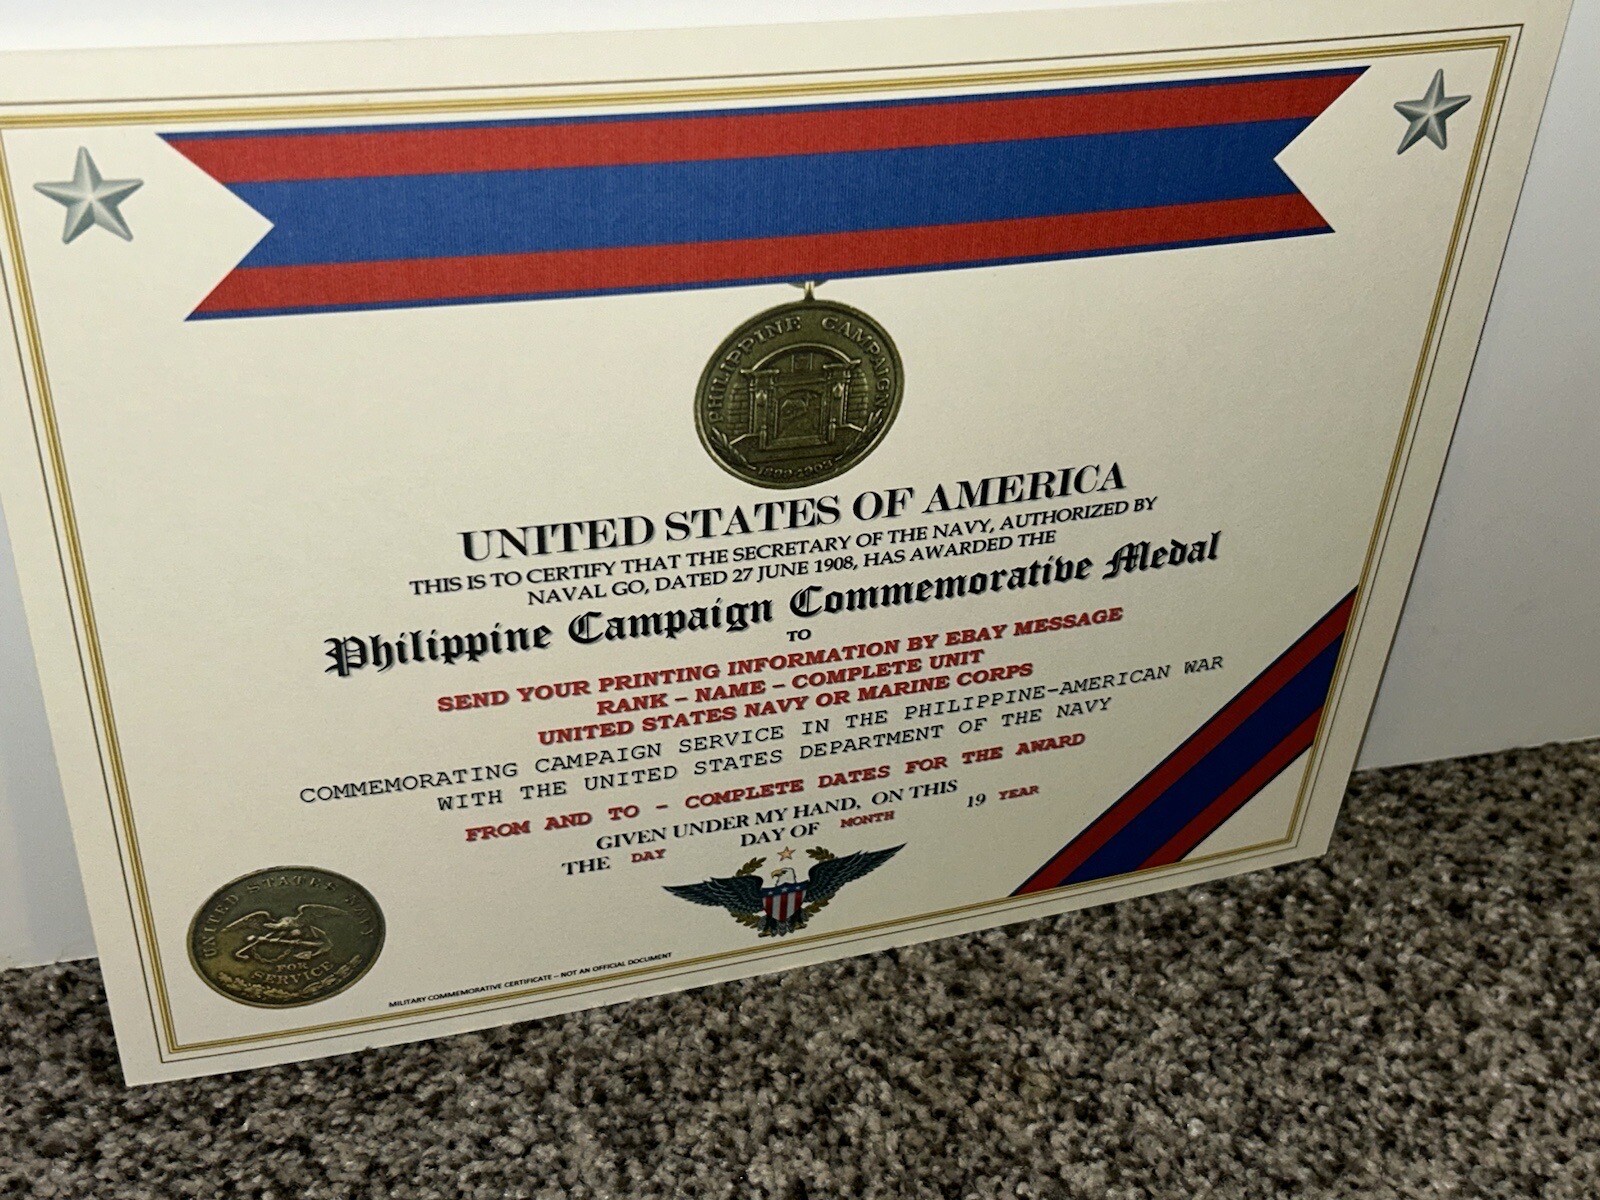 PHILIPPINE CAMPAIGN
1899-1903
UNITED STATES OF AMERICA
THIS IS TO CERTIFY THAT THE SECRETARY OF THE NAVY, AUTHORIZED BY
NAVAL GO, DATED 27 JUNE 1908, HAS AWARDED THE
Philippine Campaign Commemorative Medal
TO
SEND YOUR PRINTING INFORMATION BY EBAY MESSAGE
RANK – NAME – COMPLETE UNIT
UNITED STATES NAVY OR MARINE CORPS
COMMEMORATING CAMPAIGN SERVICE IN THE PHILIPPINE-AMERICAN WAR
WITH THE UNITED STATES DEPARTMENT OF THE NAVY
FROM AND TO – COMPLETE DATES FOR THE AWARD
GIVEN UNDER MY HAND, ON THIS
THE DAY DAY OF MONTH 19 YEAR
UNITED STATES NAVY
FOR
SERVICE
MILITARY COMMEMORATIVE CERTIFICATE – NOT AN OFFICIAL DOCUMENT